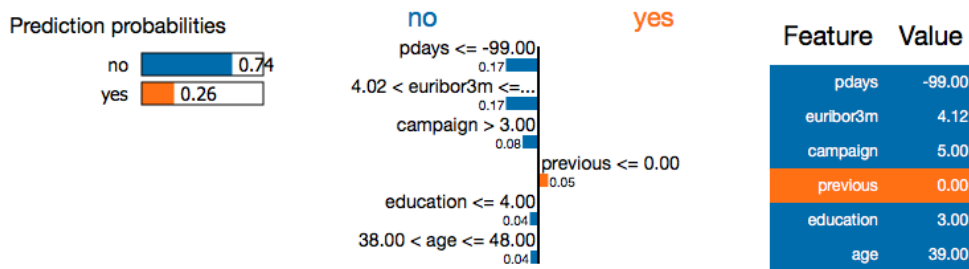 Prediction probabilities
no 0.74
yes 0.26
no yes
pdays <= -99.00
0.17
4.02 < euribor3m <=...
0.17
campaign > 3.00
0.08
previous <= 0.00
0.05
education <= 4.00
0.04
38.00 < age <= 48.00
0.04
Feature Value
pdays -99.00
euribor3m 4.12
campaign 5.00
previous 0.00
education 3.00
age 39.00